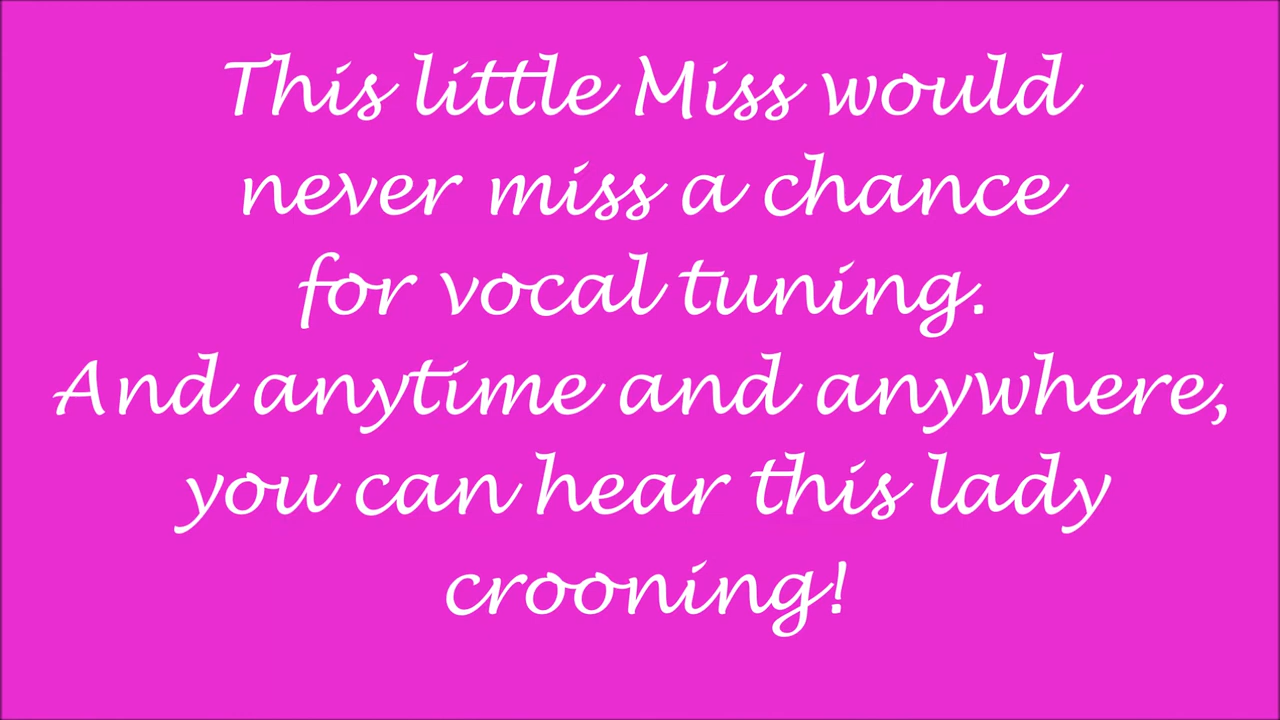 This little Miss would
never miss a chance
for vocal tuning.
And anytime and anywhere,
you can hear this lady
crooning!